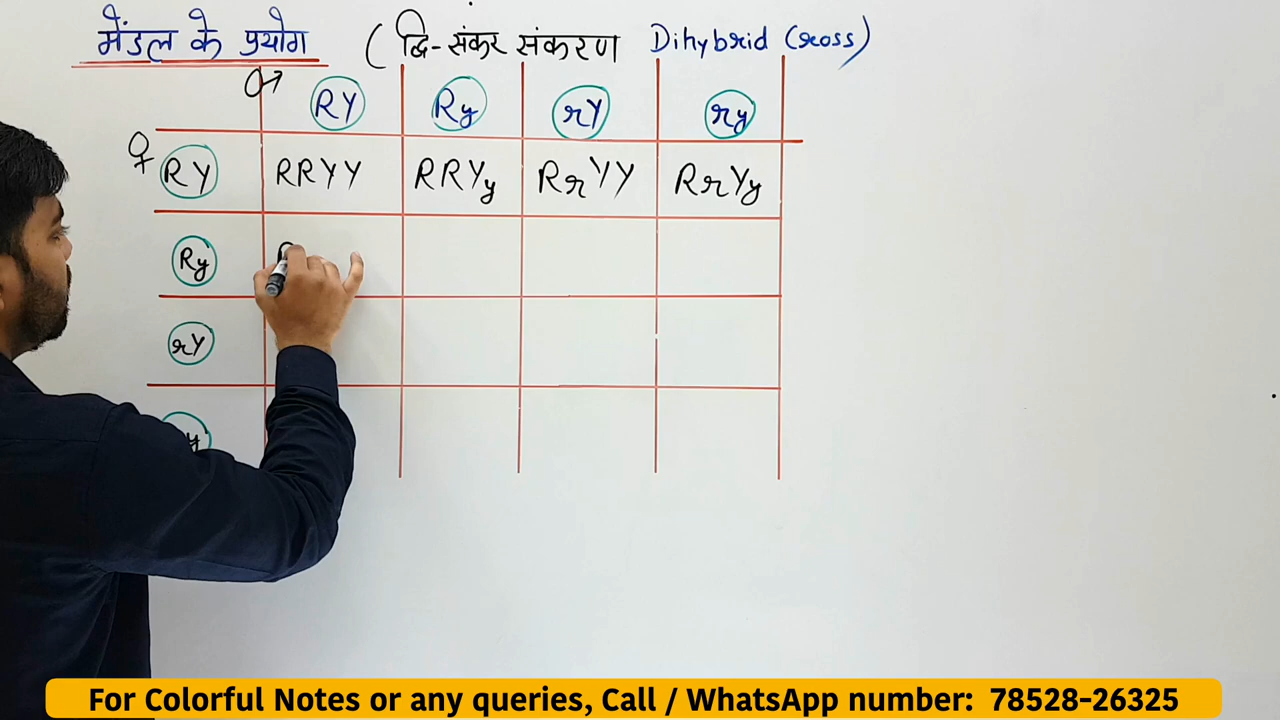 मेंडल के प्रयोग ( द्वि-संकर संकरण Dihybrid Cross)
♂ RY Ry rY ry
♀ RY RRYY RRYy RrYY RrYy
Ry R
rY
y
For Colorful Notes or any queries, Call / WhatsApp number: 78528-26325